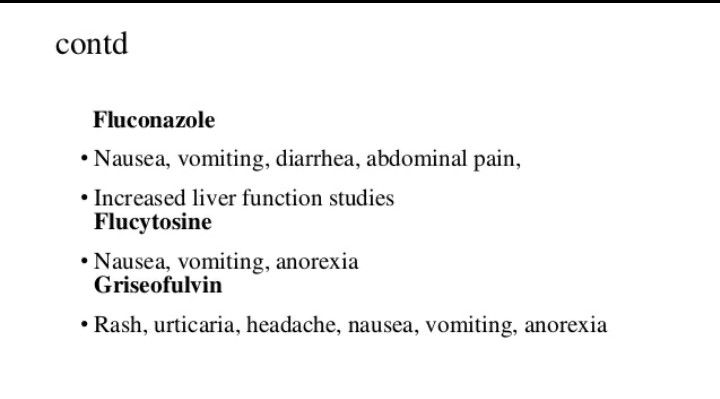 contd
Fluconazole
• Nausea, vomiting, diarrhea, abdominal pain,
• Increased liver function studies
Flucytosine
• Nausea, vomiting, anorexia
Griseofulvin
• Rash, urticaria, headache, nausea, vomiting, anorexia